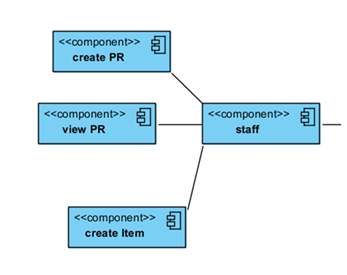 <<component>>
create PR
<<component>>
view PR
<<component>>
staff
<<component>>
create Item